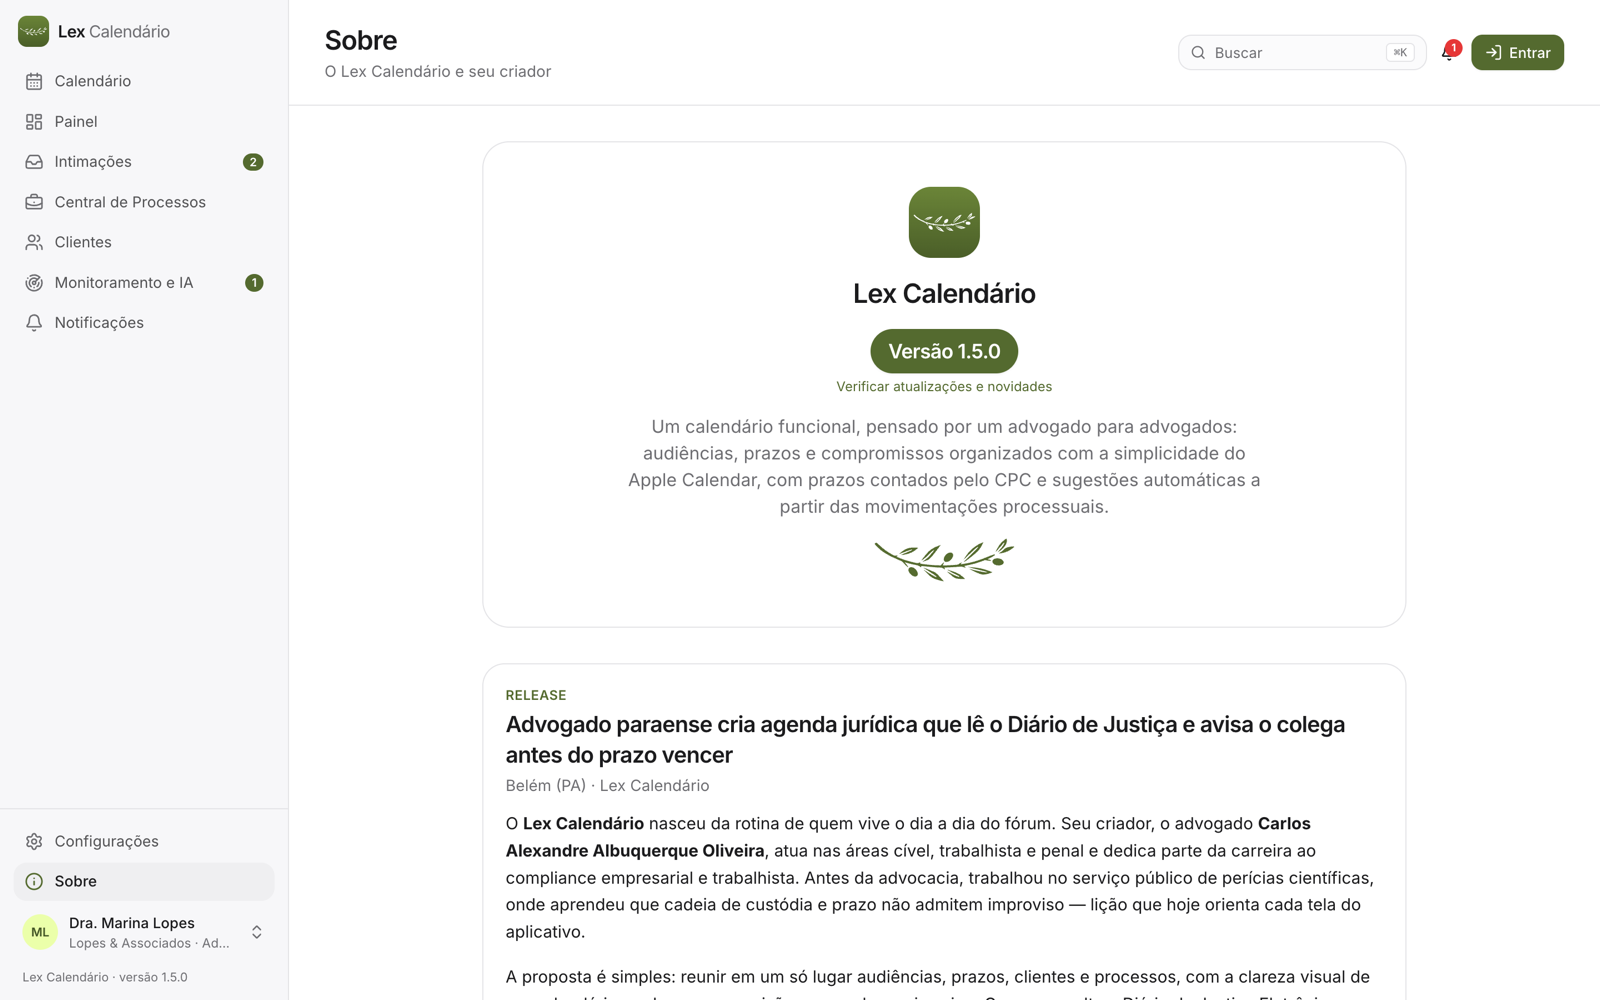 Lex Calendário
Calendário
Painel
Intimações 2
Central de Processos
Clientes
Monitoramento e IA 1
Notificações
Configurações
Sobre
ML
Dra. Marina Lopes
Lopes & Associados · Ad...
Lex Calendário · versão 1.5.0
Sobre
O Lex Calendário e seu criador
Buscar ⌘K
1
Entrar
Lex Calendário
Versão 1.5.0
Verificar atualizações e novidades
Um calendário funcional, pensado por um advogado para advogados:
audiências, prazos e compromissos organizados com a simplicidade do
Apple Calendar, com prazos contados pelo CPC e sugestões automáticas a
partir das movimentações processuais.
RELEASE
Advogado paraense cria agenda jurídica que lê o Diário de Justiça e avisa o colega
antes do prazo vencer
Belém (PA) · Lex Calendário
O Lex Calendário nasceu da rotina de quem vive o dia a dia do fórum. Seu criador, o advogado Carlos
Alexandre Albuquerque Oliveira, atua nas áreas cível, trabalhista e penal e dedica parte da carreira ao
compliance empresarial e trabalhista. Antes da advocacia, trabalhou no serviço público de perícias científicas,
onde aprendeu que cadeia de custódia e prazo não admitem improviso — lição que hoje orienta cada tela do
aplicativo.
A proposta é simples: reunir em um só lugar audiências, prazos, clientes e processos, com a clareza visual de